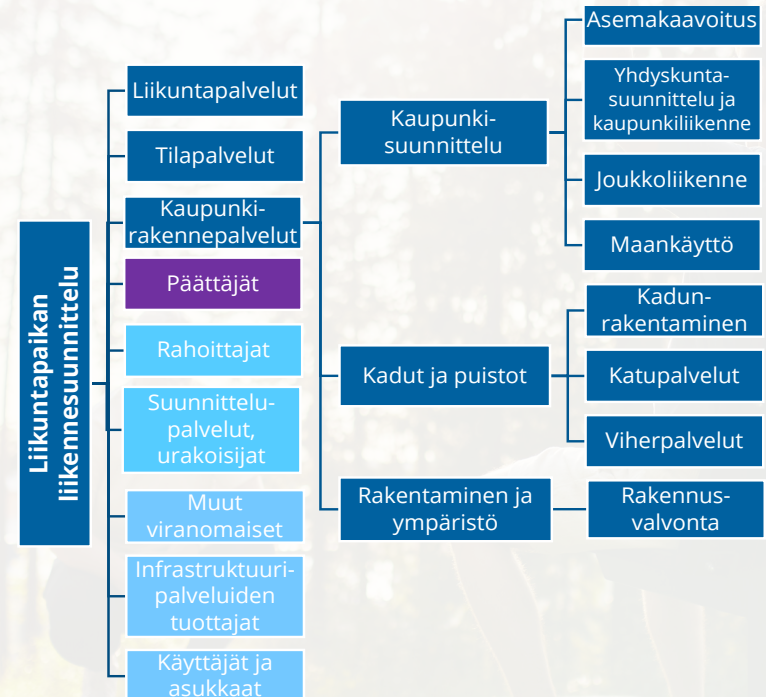 Liikuntapaikan
liikennesuunnittelu
Liikuntapalvelut
Tilapalvelut
Kaupunki-
rakennepalvelut
Päättäjät
Rahoittajat
Suunnittelu-
palvelut,
urakoisijat
Muut
viranomaiset
Infrastruktuuri-
palveluiden
tuottajat
Käyttäjät ja
asukkaat
Kaupunki-
suunnittelu
Kadut ja puistot
Rakentaminen ja
ympäristö
Asemakaavoitus
Yhdyskunta-
suunnittelu ja
kaupunkiliikenne
Joukkoliikenne
Maankäyttö
Kadun-
rakentaminen
Katupalvelut
Viherpalvelut
Rakennus-
valvonta